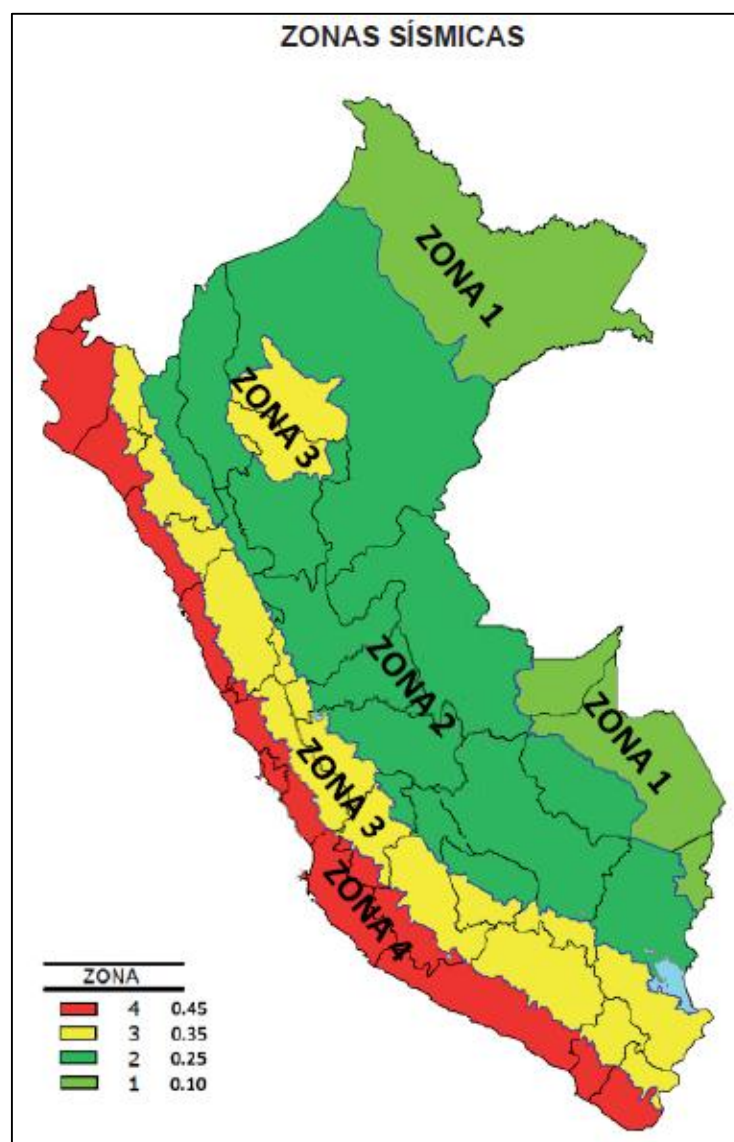 ZONAS SÍSMICAS
ZONA 1
ZONA 3
ZONA 2
ZONA 1
ZONA 3
ZONA 4
ZONA
4 0.45
3 0.35
2 0.25
1 0.10